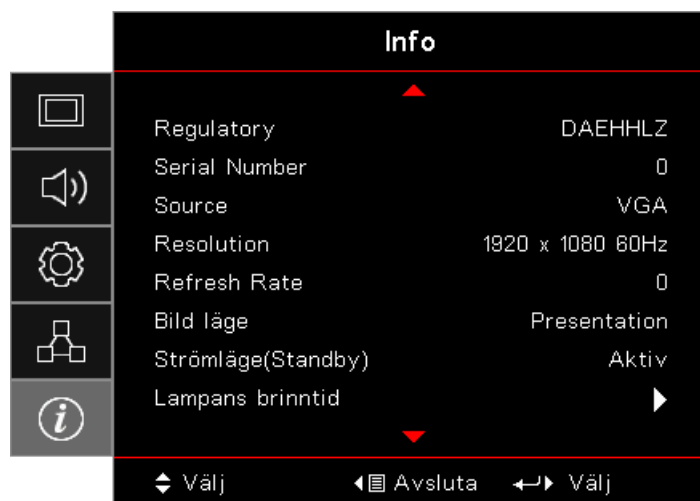 Info
Regulatory DAEHHLZ
Serial Number 0
Source VGA
Resolution 1920 x 1080 60Hz
Refresh Rate 0
Bild läge Presentation
Strömläge(Standby) Aktiv
Lampans brinntid
Välj Avsluta Välj